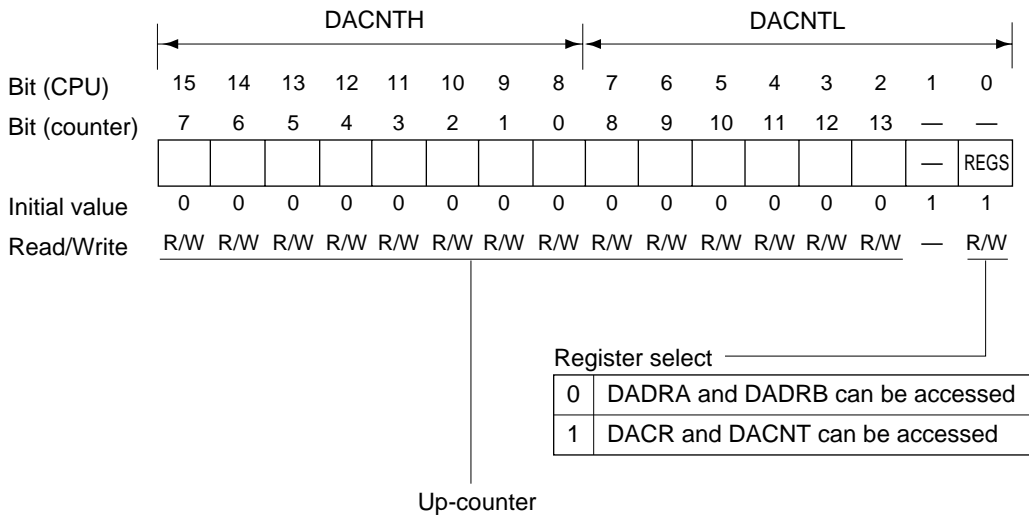 DACNTH DACNTL
Bit (CPU) 15 14 13 12 11 10 9 8 7 6 5 4 3 2 1 0
Bit (counter) 7 6 5 4 3 2 1 0 8 9 10 11 12 13 — —
— REGS
Initial value 0 0 0 0 0 0 0 0 0 0 0 0 0 0 1 1
Read/Write R/W R/W R/W R/W R/W R/W R/W R/W R/W R/W R/W R/W R/W R/W — R/W
Register select
0 DADRA and DADRB can be accessed
1 DACR and DACNT can be accessed
Up-counter